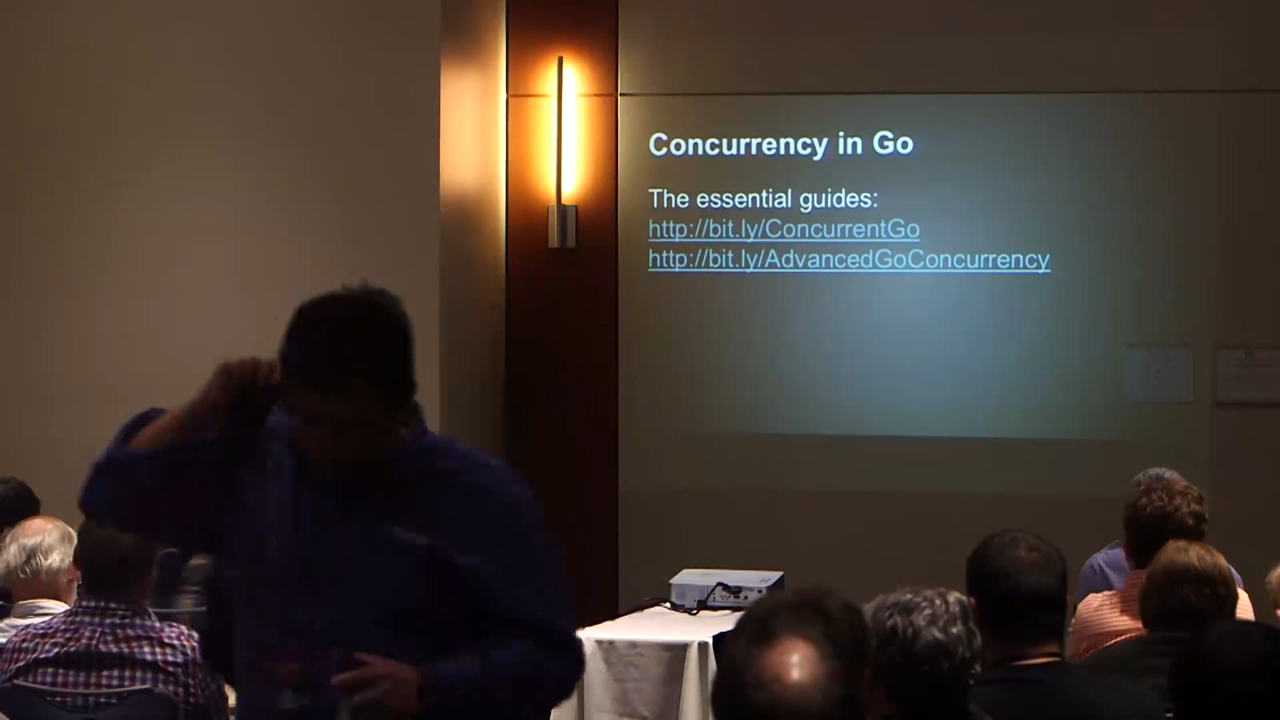 Concurrency in Go
The essential guides:
http://bit.ly/ConcurrentGo
http://bit.ly/AdvancedGoConcurrency